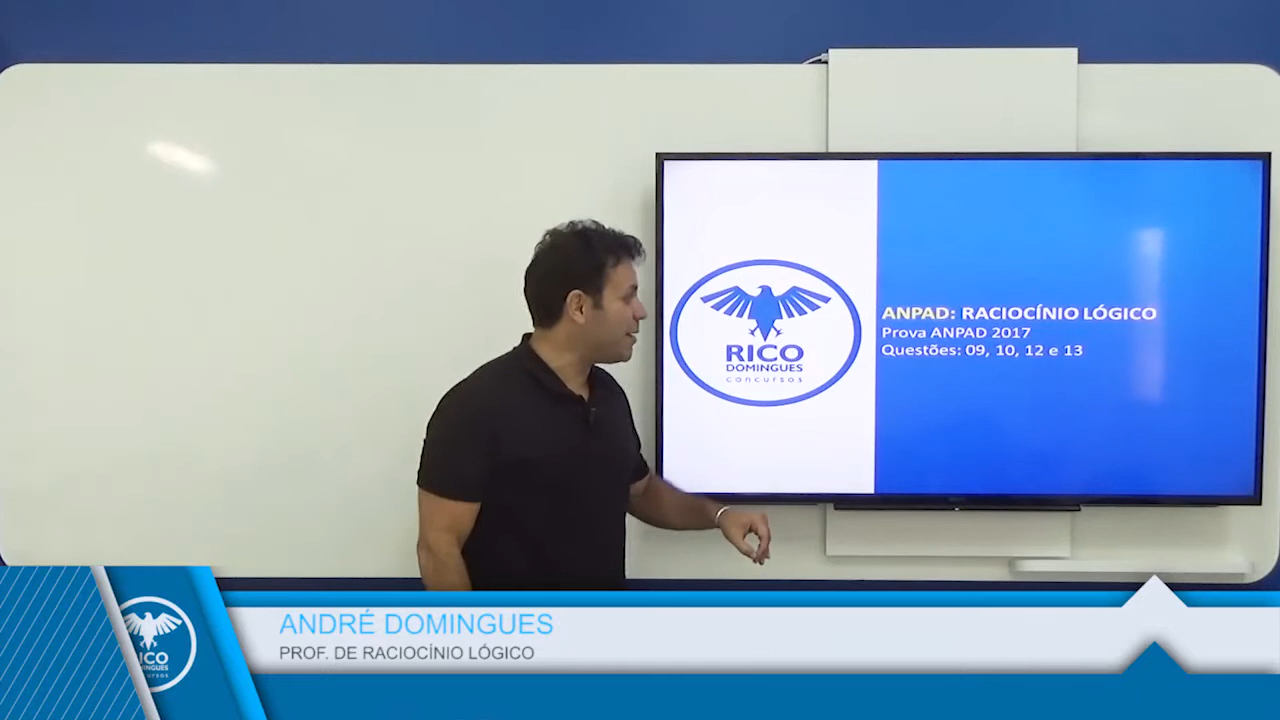 ANPAD: RACIOCÍNIO LÓGICO
Prova ANPAD 2017
Questões: 09, 10, 12 e 13
RICO
DOMINGUES
concursos
ANDRÉ DOMINGUES
PROF. DE RACIOCÍNIO LÓGICO